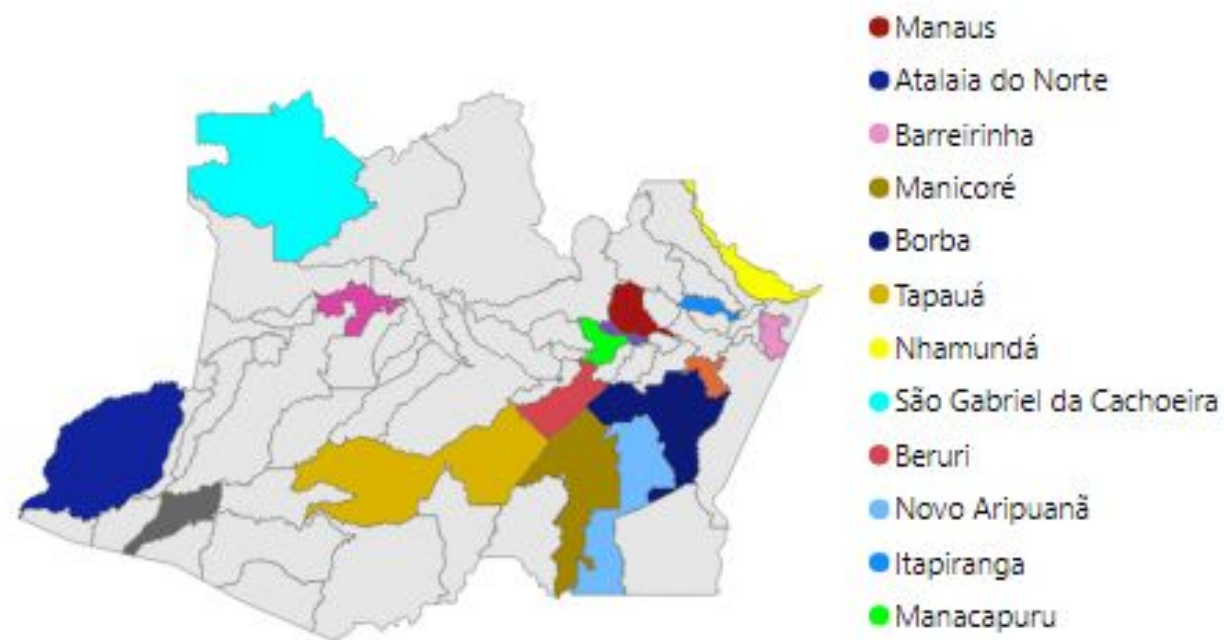 Manaus
Atalaia do Norte
Barreirinha
Manicoré
Borba
Tapauá
Nhamundá
São Gabriel da Cachoeira
Beruri
Novo Aripuanã
Itapiranga
Manacapuru